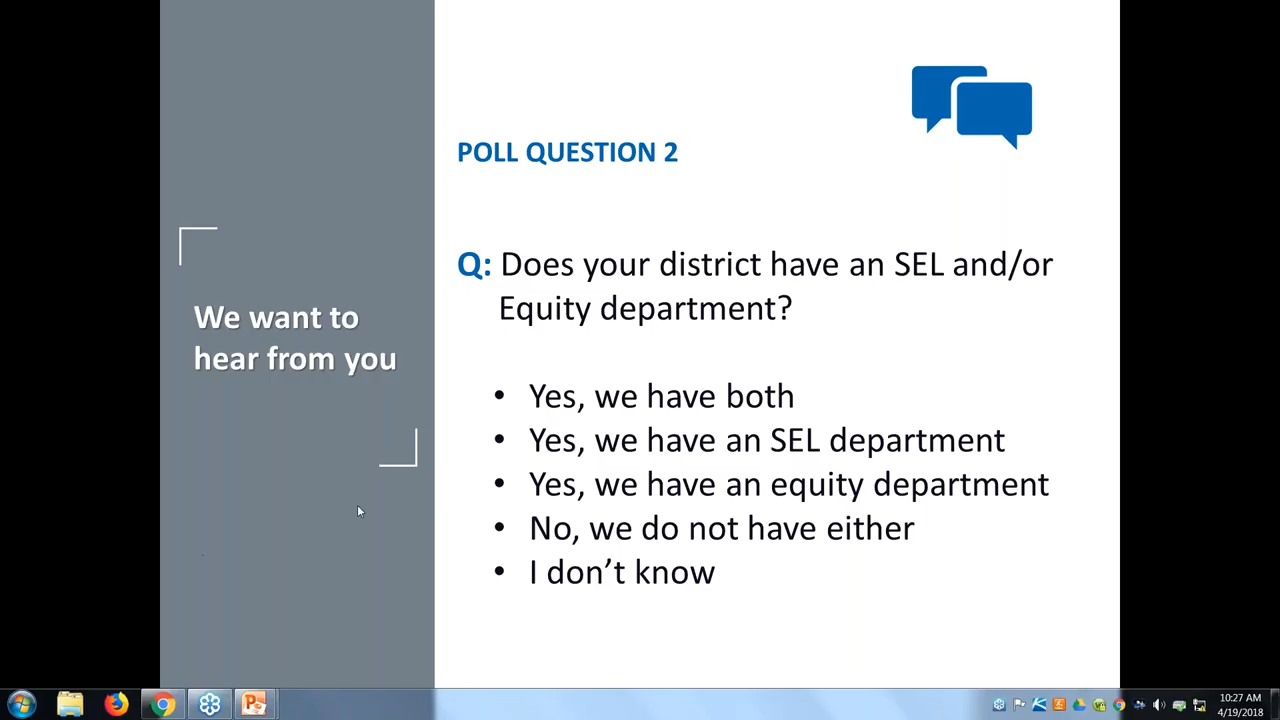 POLL QUESTION 2
Q: Does your district have an SEL and/or
Equity department?
We want to
hear from you
• Yes, we have both
• Yes, we have an SEL department
• Yes, we have an equity department
• No, we do not have either
• I don’t know
10:27 AM
4/19/2018